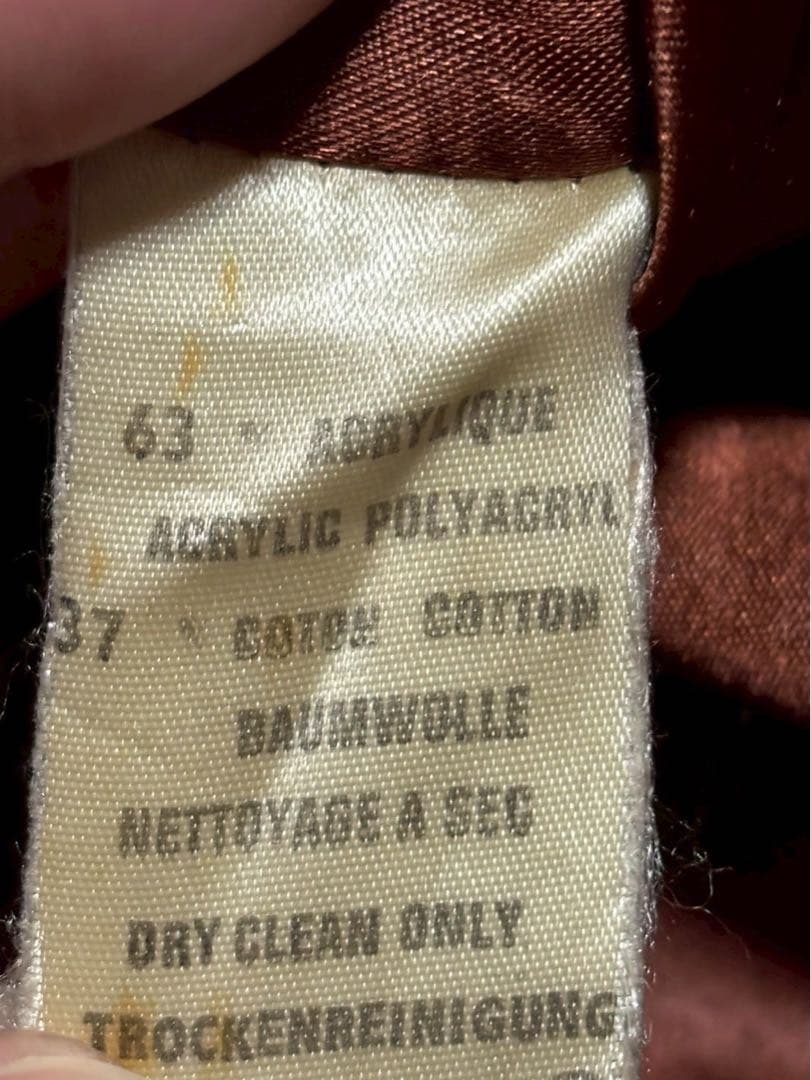 63 % ACRYLIQUE
ACRYLIC POLYACRYL
37 % COTON COTTON
BAUMWOLLE
NETTOYAGE A SEC
DRY CLEAN ONLY
TROCKENREINIGUNG